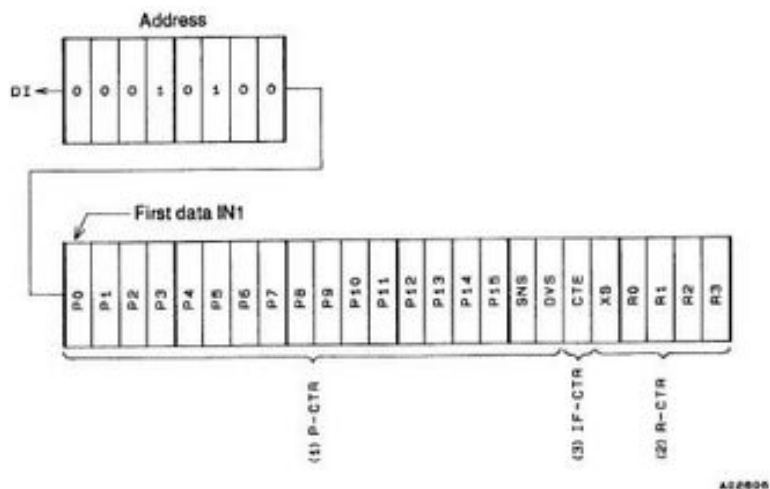 Address
DI 0 0 0 1 0 1 0 0
First data IN1
P0 P1 P2 P3 P4 P5 P6 P7 P8 P9 P10 P11 P12 P13 P14 P15 SNS DVS CTE XS R0 R1 R2 R3
(1) P-CTR
(3) IF-CTR
(2) R-CTR
A02606